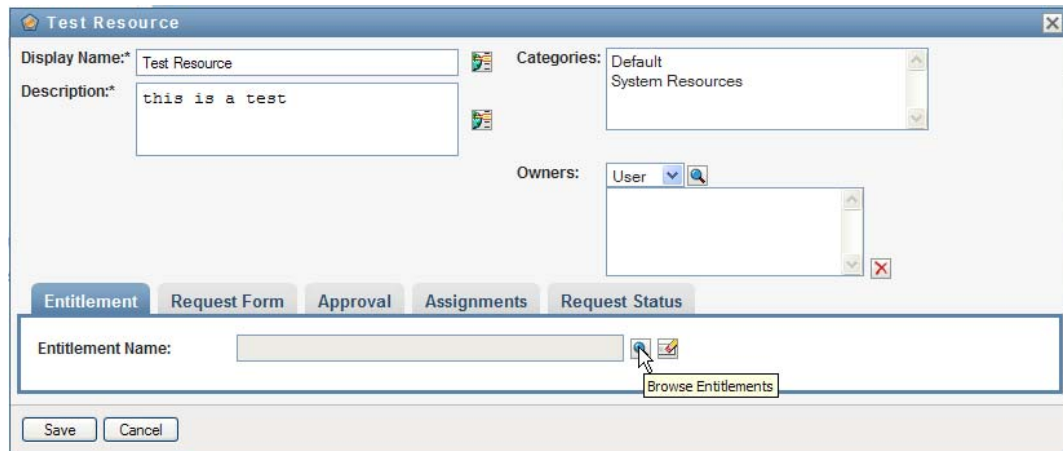 Test Resource
Display Name:*
Test Resource
Categories:
Default
System Resources
Description:*
this is a test
Owners:
User
Entitlement
Request Form
Approval
Assignments
Request Status
Entitlement Name:
Browse Entitlements
Save
Cancel